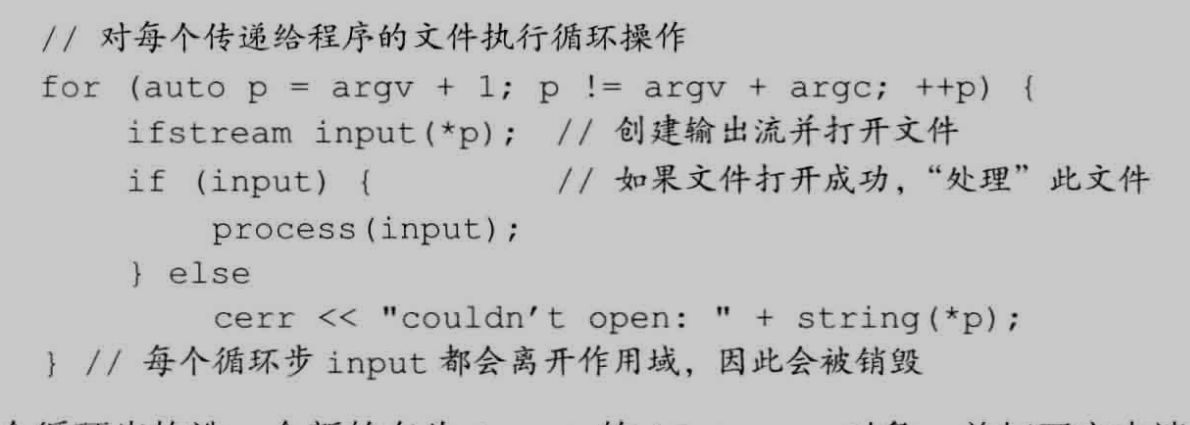 // 对每个传递给程序的文件执行循环操作
for (auto p = argv + 1; p != argv + argc; ++p) {
    ifstream input(*p);  // 创建输出流并打开文件
    if (input) {         // 如果文件打开成功，“处理”此文件
        process(input);
    } else
        cerr << "couldn't open: " + string(*p);
} // 每个循环步 input 都会离开作用域，因此会被销毁